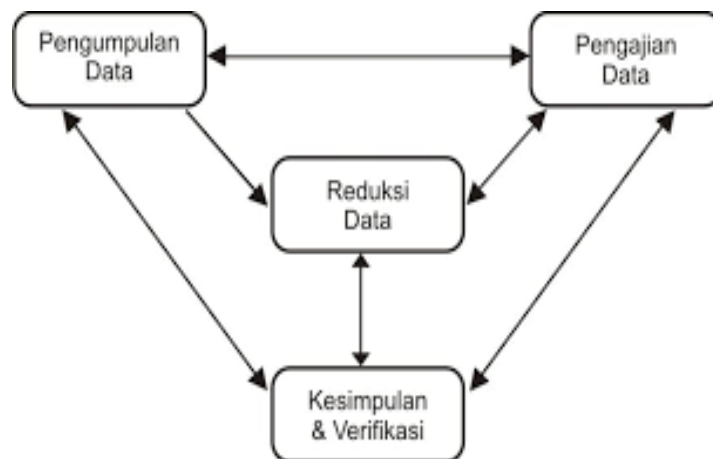 Pengumpulan
Data
Pengajian
Data
Reduksi
Data
Kesimpulan
& Verifikasi